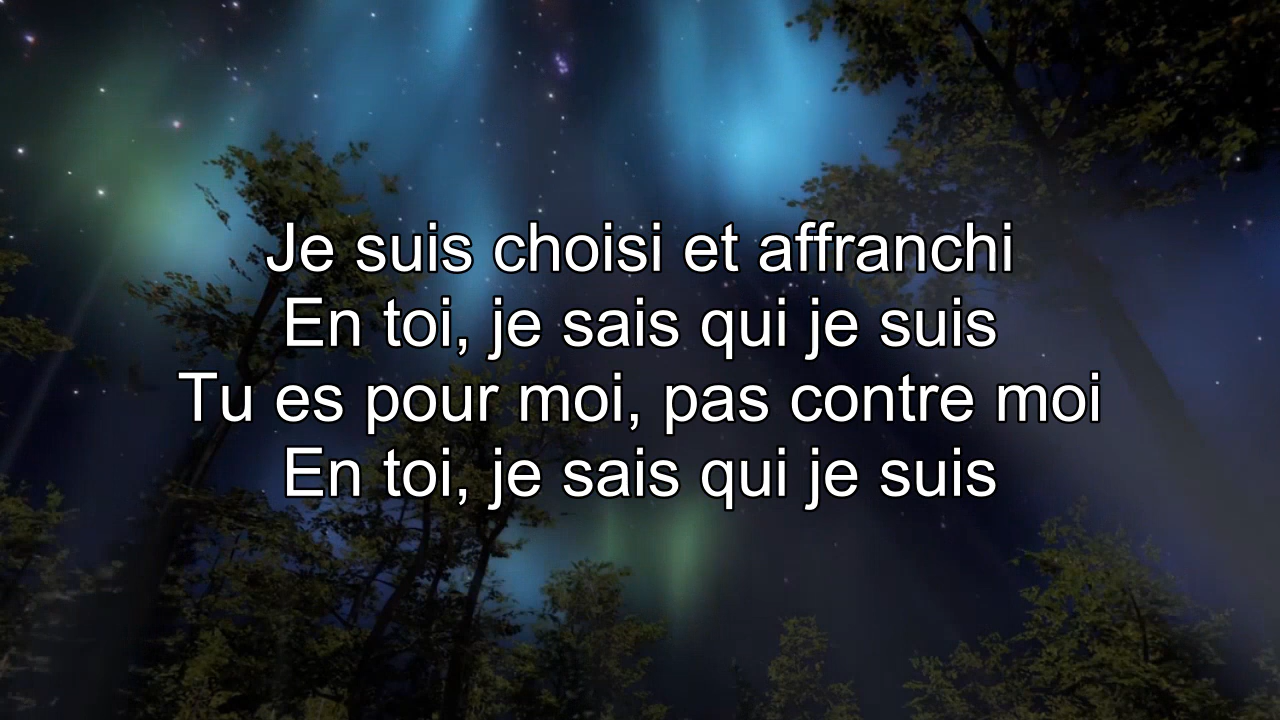 Je suis choisi et affranchi
En toi, je sais qui je suis
Tu es pour moi, pas contre moi
En toi, je sais qui je suis